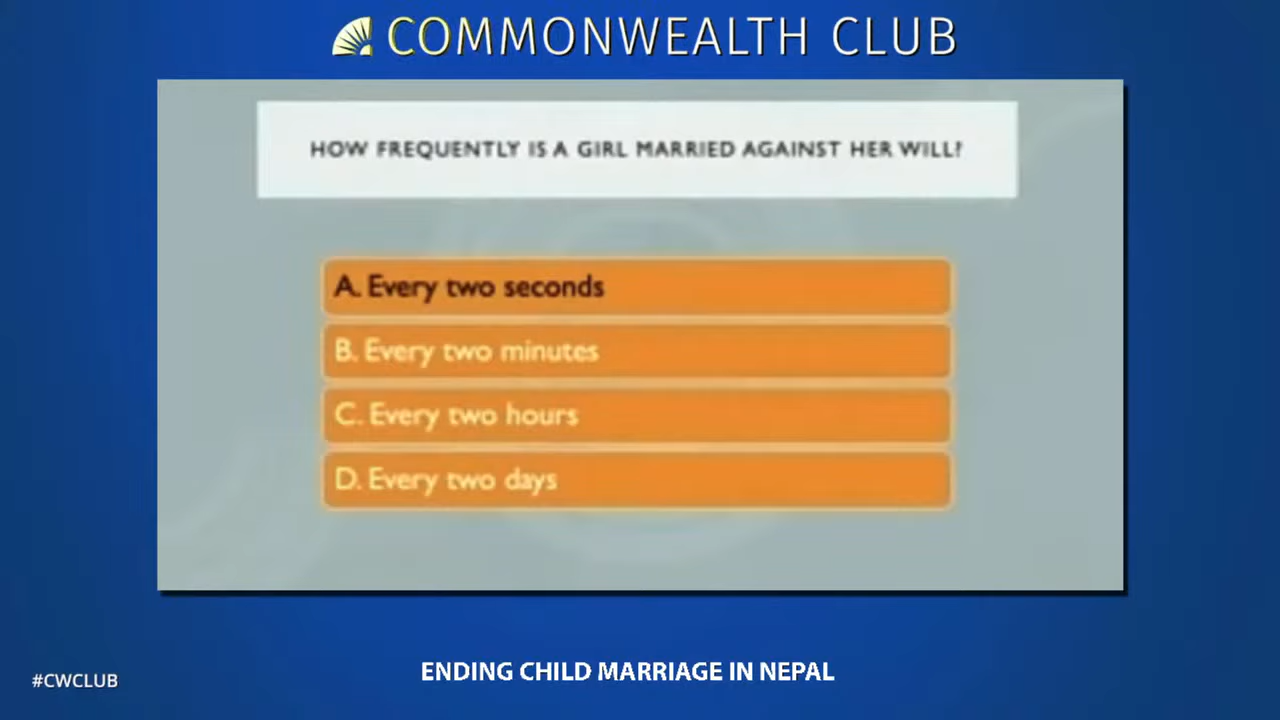 COMMONWEALTH CLUB
HOW FREQUENTLY IS A GIRL MARRIED AGAINST HER WILL?
A. Every two seconds
B. Every two minutes
C. Every two hours
D. Every two days
ENDING CHILD MARRIAGE IN NEPAL
#CWCLUB